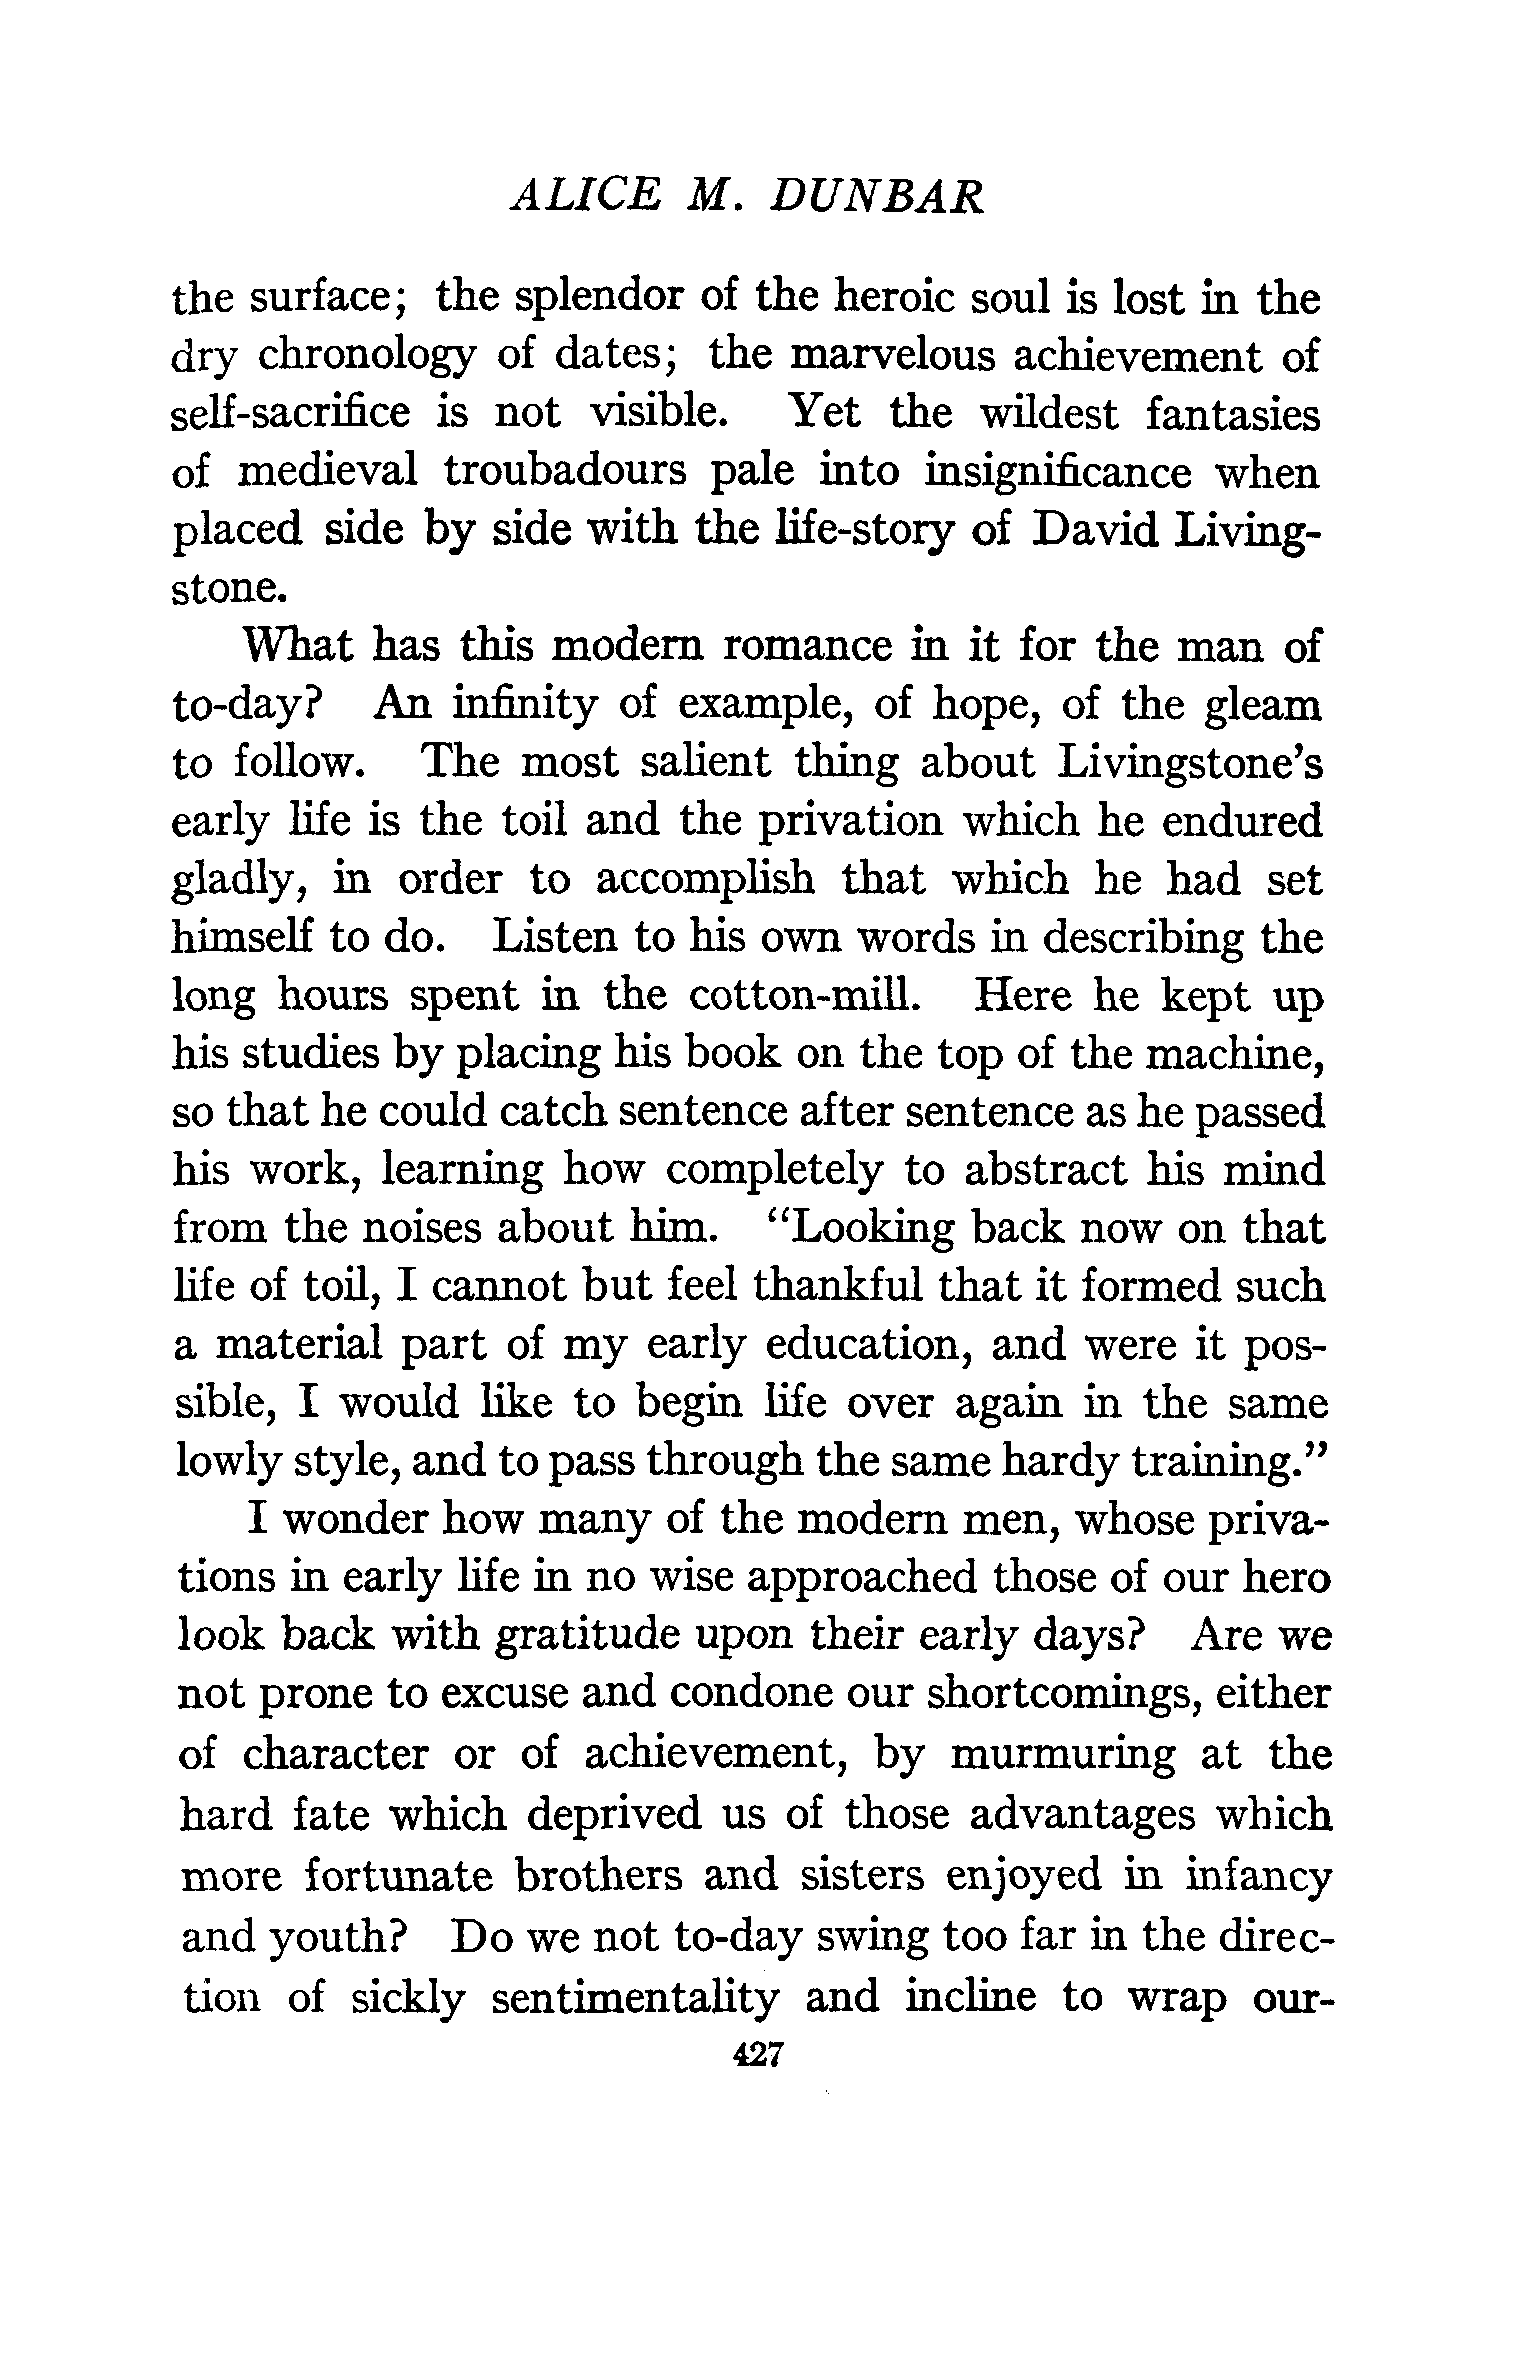 ALICE M. DUNBAR
the surface; the splendor of the heroic soul is lost in the
dry chronology of dates; the marvelous achievement of
self-sacrifice is not visible. Yet the wildest fantasies
of medieval troubadours pale into insignificance when
placed side by side with the life-story of David Living-
stone.
What has this modern romance in it for the man of
to-day? An infinity of example, of hope, of the gleam
to follow. The most salient thing about Livingstone's
early life is the toil and the privation which he endured
gladly, in order to accomplish that which he had set
himself to do. Listen to his own words in describing the
long hours spent in the cotton-mill. Here he kept up
his studies by placing his book on the top of the machine,
so that he could catch sentence after sentence as he passed
his work, learning how completely to abstract his mind
from the noises about him. "Looking back now on that
life of toil, I cannot but feel thankful that it formed such
a material part of my early education, and were it pos-
sible, I would like to begin life over again in the same
lowly style, and to pass through the same hardy training."
I wonder how many of the modern men, whose priva-
tions in early life in no wise approached those of our hero
look back with gratitude upon their early days? Are we
not prone to excuse and condone our shortcomings, either
of character or of achievement, by murmuring at the
hard fate which deprived us of those advantages which
more fortunate brothers and sisters enjoyed in infancy
and youth? Do we not to-day swing too far in the direc-
tion of sickly sentimentality and incline to wrap our-
427